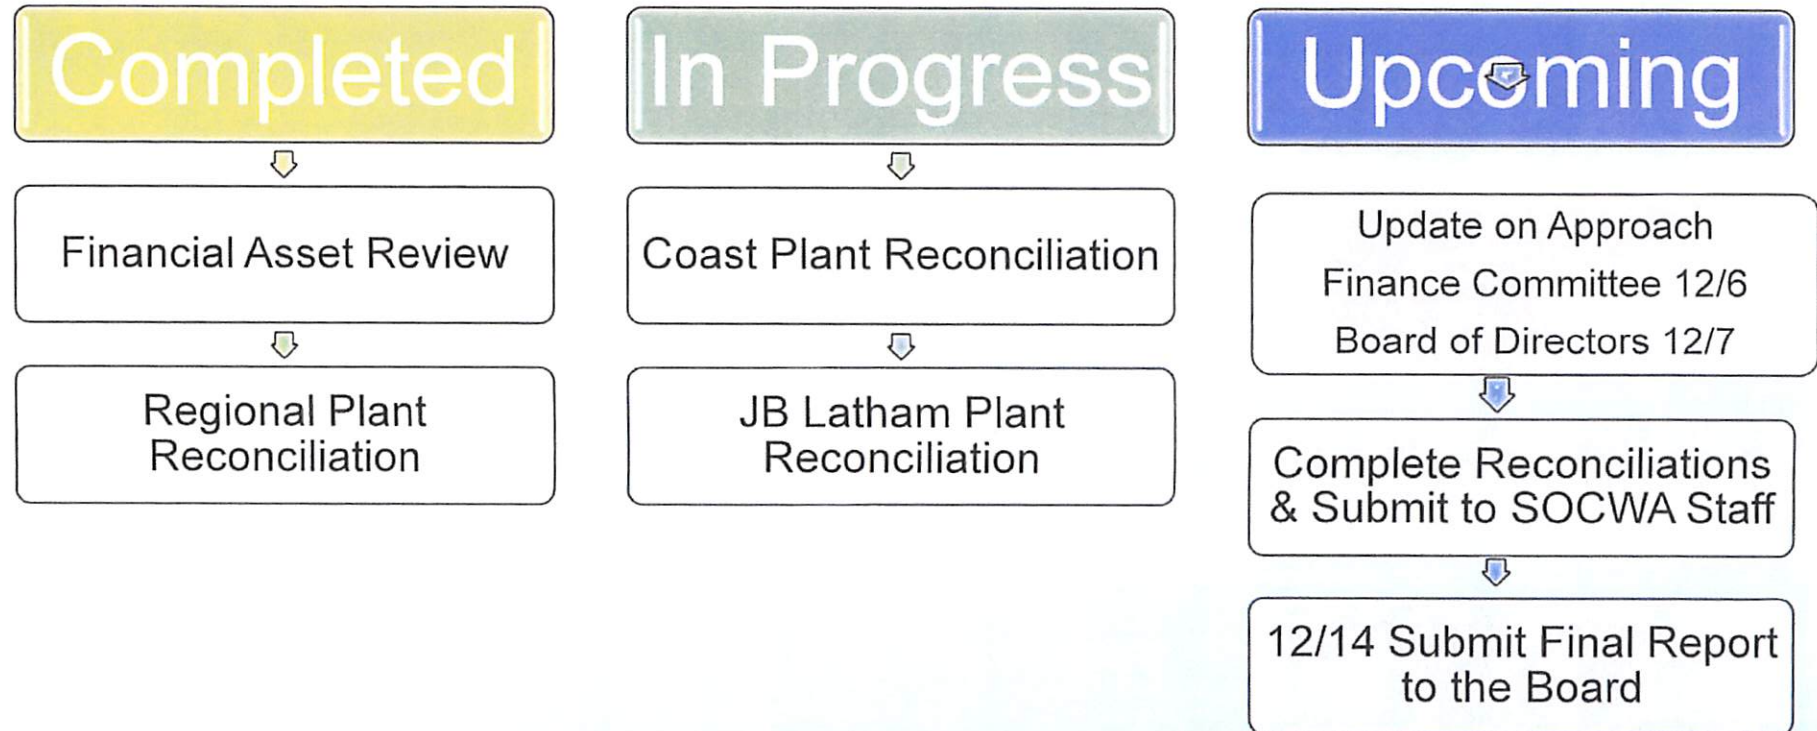 Completed
Financial Asset Review
Regional Plant
Reconciliation
In Progress
Coast Plant Reconciliation
JB Latham Plant
Reconciliation
Upcoming
Update on Approach
Finance Committee 12/6
Board of Directors 12/7
Complete Reconciliations
& Submit to SOCWA Staff
12/14 Submit Final Report
to the Board